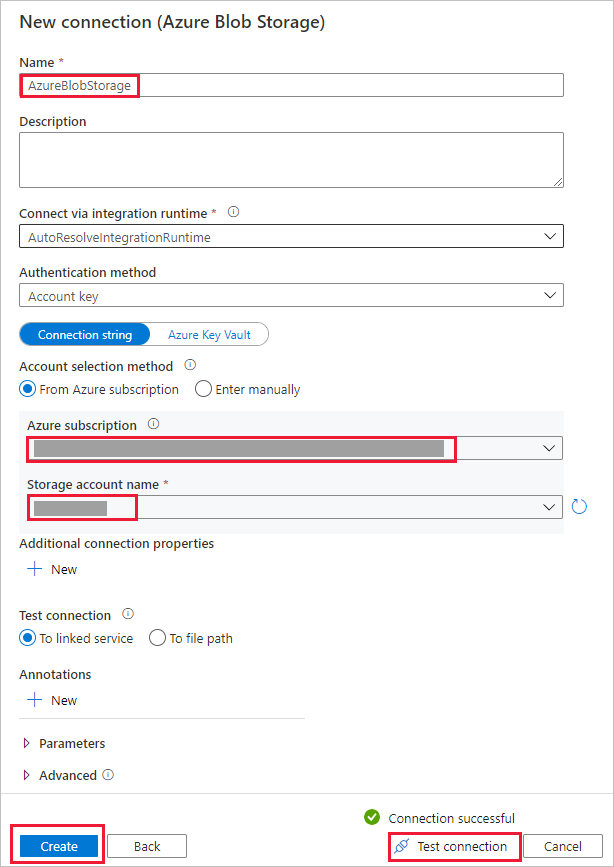 New connection (Azure Blob Storage)
Name *
AzureBlobStorage
Description
Connect via integration runtime *
AutoResolveIntegrationRuntime
Authentication method
Account key
Connection string Azure Key Vault
Account selection method
From Azure subscription Enter manually
Azure subscription
Storage account name *
Additional connection properties
New
Test connection
To linked service To file path
Annotations
New
Parameters
Advanced
Connection successful
Create Back Test connection Cancel